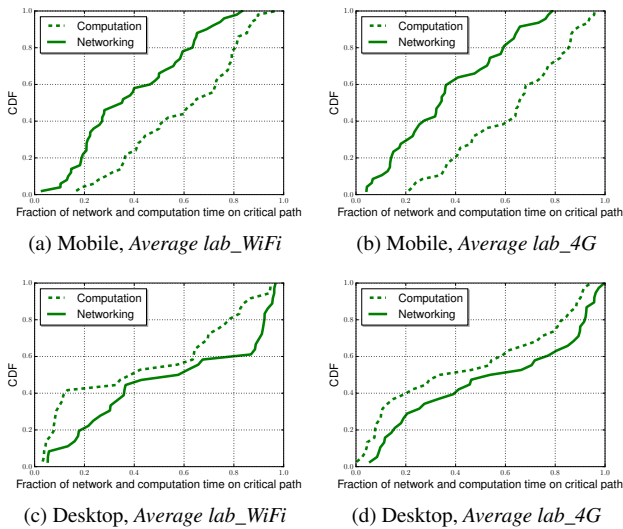 1.0
0.8
0.6
0.4
0.2
0.0
CDF
Computation
Networking
0.0 0.2 0.4 0.6 0.8 1.0
Fraction of network and computation time on critical path
(a) Mobile, Average lab_WiFi
1.0
0.8
0.6
0.4
0.2
0.0
CDF
Computation
Networking
0.0 0.2 0.4 0.6 0.8 1.0
Fraction of network and computation time on critical path
(b) Mobile, Average lab_4G
1.0
0.8
0.6
0.4
0.2
0.0
CDF
Computation
Networking
0.0 0.2 0.4 0.6 0.8 1.0
Fraction of network and computation time on critical path
(c) Desktop, Average lab_WiFi
1.0
0.8
0.6
0.4
0.2
0.0
CDF
Computation
Networking
0.0 0.2 0.4 0.6 0.8 1.0
Fraction of network and computation time on critical path
(d) Desktop, Average lab_4G